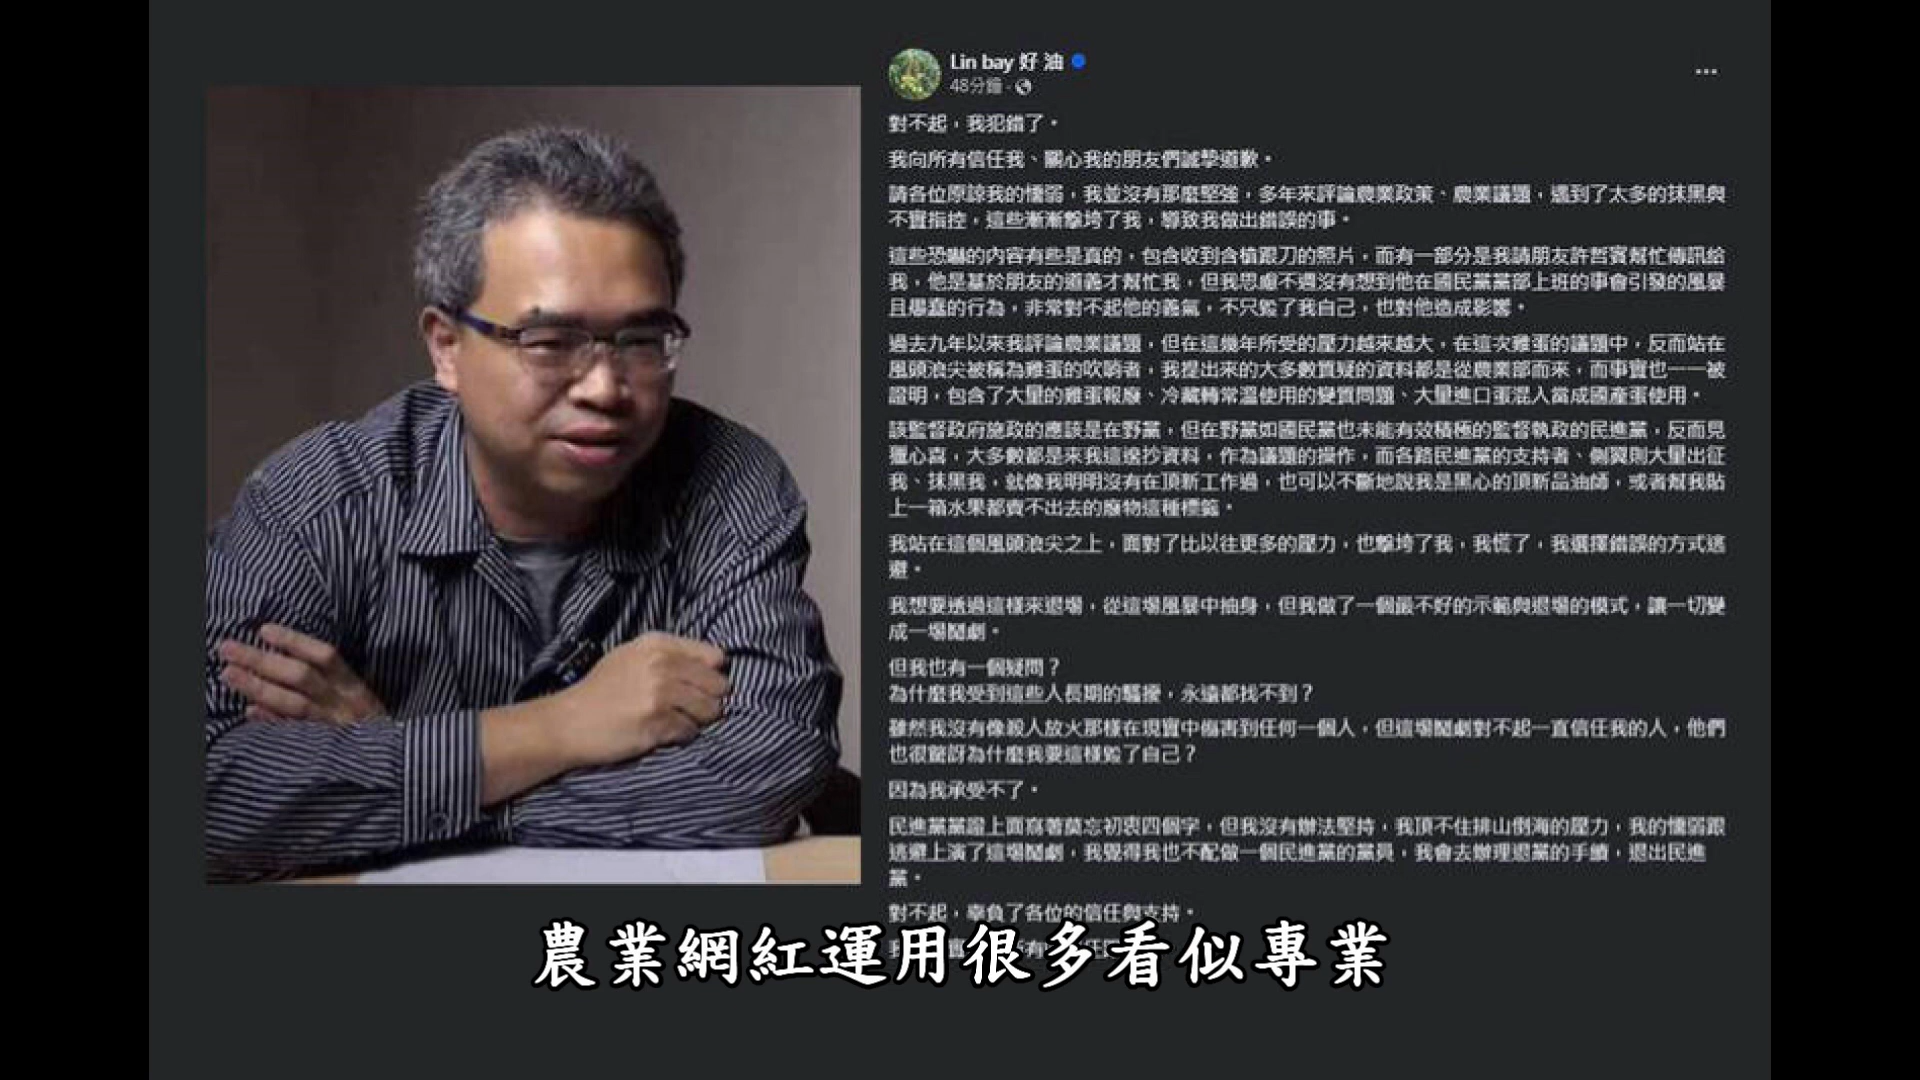 Lin bay 好油
48分鐘
對不起，我犯錯了。
我向所有信任我、關心我的朋友們誠摯道歉。
請各位原諒我的懦弱，我並沒有那麼堅強，多年來評論農業政策、農業議題，遇到了太多的抹黑與
不實指控，這些漸漸擊垮了我，導致我做出錯誤的事。
這些恐嚇的內容有些是真的，包含收到含槍跟刀的照片，而有一部分是我請朋友許哲賓幫忙傳訊給
我，他是基於朋友的道義才幫忙我，但我思慮不週沒有想到他在國民黨黨部上班的事會引發的風暴
且愚蠢的行為，非常對不起他的義氣，不只毀了我自己，也對他造成影響。
過去九年以來我評論農業議題，但在這幾年所受的壓力越來越大，在這次雞蛋的議題中，反而站在
風頭浪尖被稱為雞蛋的吹哨者，我提出來的大多數質疑的資料都是從農業部而來，而事實也一一被
證明，包含了大量的雞蛋報廢、冷藏轉常溫使用的變質問題、大量進口蛋混入當成國產蛋使用。
該監督政府施政的應該是在野黨，但在野黨如國民黨也未能有效積極的監督執政的民進黨，反而見
獵心喜，大多數都是來我這邊抄資料，作為議題的操作，而各路民進黨的支持者、側翼則大量出征
我、抹黑我，就像我明明沒有在頂新工作過，也可以不斷地說我是黑心的頂新品油師，或者幫我貼
上一箱水果都賣不出去的廢物這種標籤。
我站在這個風頭浪尖之上，面對了比以往更多的壓力，也擊垮了我，我慌了，我選擇錯誤的方式逃
避。
我想要透過這樣來退場，從這場風暴中抽身，但我做了一個最不好的示範與退場的模式，讓一切變
成一場鬧劇。
但我也有一個疑問？
為什麼我受到這些人長期的騷擾，永遠都找不到？
雖然我沒有像殺人放火那樣在現實中傷害到任何一個人，但這場鬧劇對不起一直信任我的人，他們
也很驚訝為什麼我要這樣毀了自己？
因為我承受不了。
民進黨黨證上面寫著莫忘初衷四個字，但我沒有辦法堅持，我頂不住排山倒海的壓力，我的懦弱跟
逃避上演了這場鬧劇，我覺得我也不配做一個民進黨的黨員，我會去辦理退黨的手續，退出民進
黨。
對不起，辜負了各位的信任與支持。
農業網紅運用很多看似專業